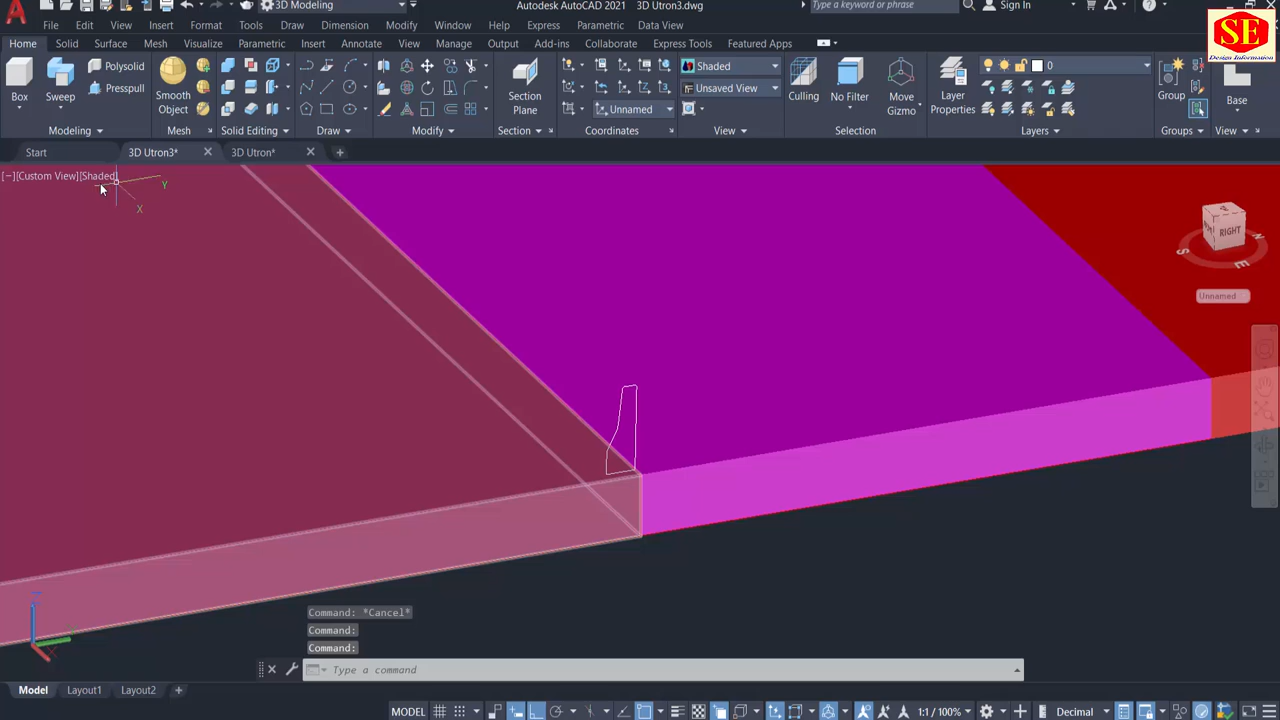 3D Modeling
Autodesk AutoCAD 2021 3D Utron3.dwg
Type a keyword or phrase
Sign In
Edit View Insert Format Tools Draw Dimension Modify Window Help Express Parametric Data View
Home Solid Surface Mesh Visualize Parametric Insert Annotate View Manage Output Add-ins Collaborate Express Tools Featured Apps
SE
Design Information
Box
Sweep
Polysolid
Presspull
Smooth Object
Section Plane
Unnamed
Shaded
Unsaved View
Culling
No Filter
Move Gizmo
Layer Properties
0
Group
Base
Modeling Mesh Solid Editing Draw Modify Section Coordinates View Selection Layers Groups View
Start 3D Utron3* 3D Utron*
[−][Custom View][Shaded]
Y
X
RIGHT
S
E
N
Unnamed
Command: *Cancel*
Command:
Command:
Type a command
Model Layout1 Layout2
MODEL 1:1 / 100% Decimal